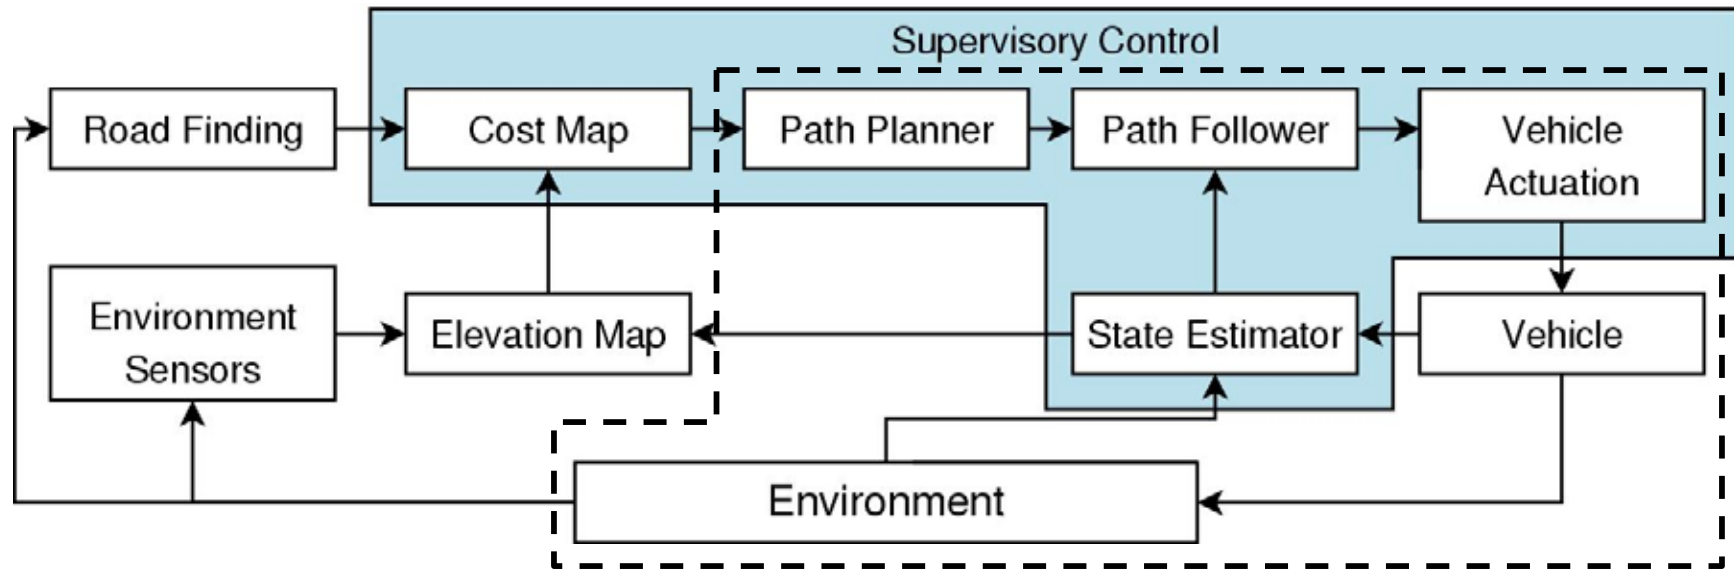 Supervisory Control
Road Finding
Cost Map
Path Planner
Path Follower
Vehicle
Actuation
Environment
Sensors
Elevation Map
State Estimator
Vehicle
Environment